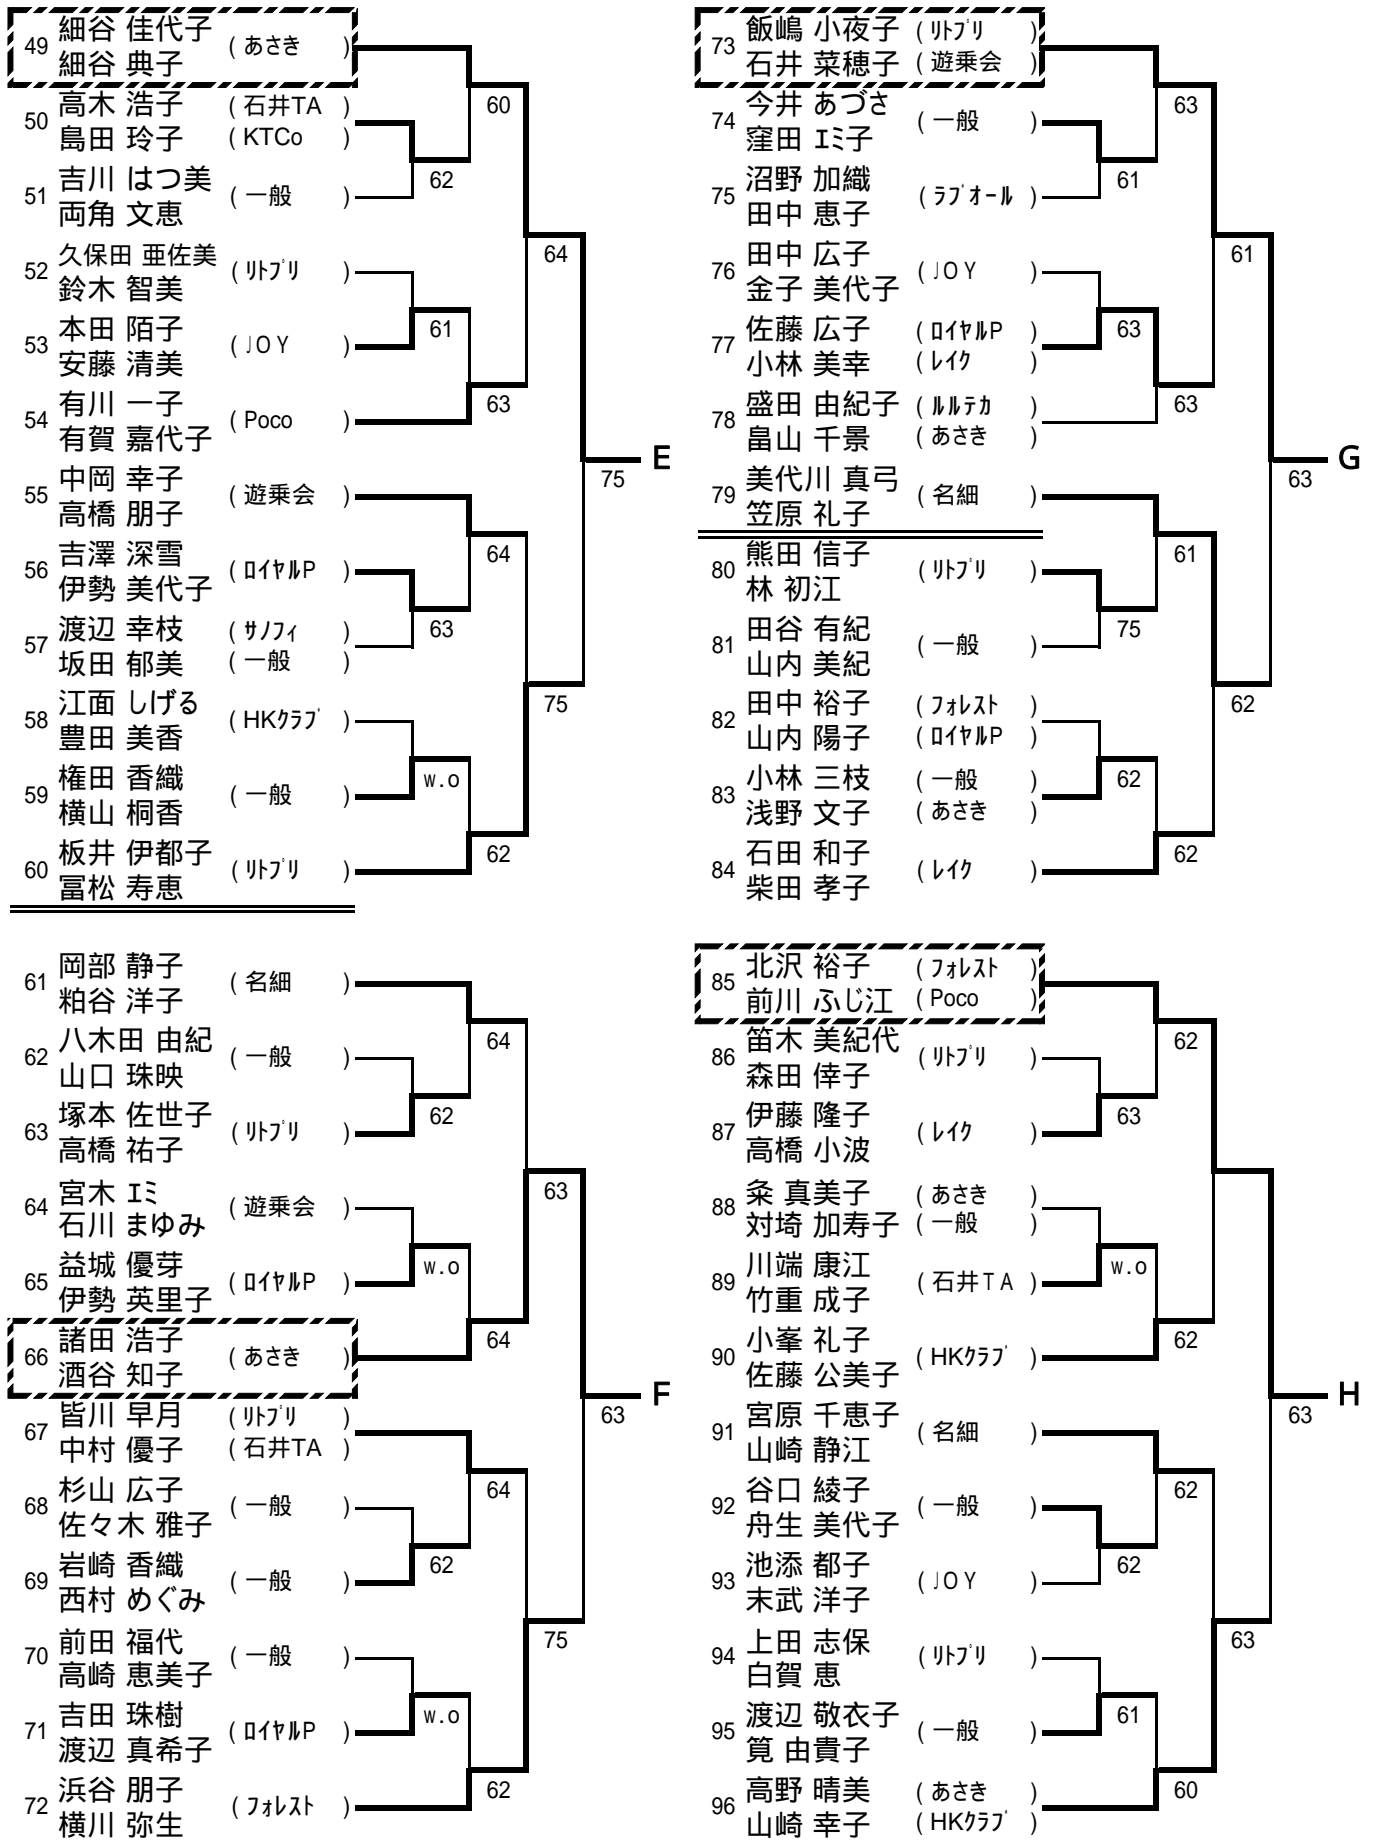 49 細谷 佳代子 ( あさき )
細谷 典子
60
50 高木 浩子 ( 石井TA )
島田 玲子 ( KTCo )
62
51 吉川 はつ美 ( 一般 )
両角 文恵
52 久保田 亜佐美 ( ﾘﾄﾌﾟﾘ )
鈴木 智美
64
61
53 本田 陌子 ( JOY )
安藤 清美
54 有川 一子 ( Poco )
有賀 嘉代子
63
E
75
55 中岡 幸子 ( 遊乗会 )
高橋 朋子
64
56 吉澤 深雪 ( ﾛｲﾔﾙP )
伊勢 美代子
63
57 渡辺 幸枝 ( ｻﾉﾌｨ )
坂田 郁美 ( 一般 )
75
58 江面 しげる ( HKｸﾗﾌﾞ )
豊田 美香
w.o
59 権田 香織 ( 一般 )
横山 桐香
60 板井 伊都子 ( ﾘﾄﾌﾟﾘ )
冨松 寿恵
62
61 岡部 静子 ( 名細 )
粕谷 洋子
64
62 八木田 由紀 ( 一般 )
山口 珠映
62
63 塚本 佐世子 ( ﾘﾄﾌﾟﾘ )
高橋 祐子
63
64 宮木 ｴﾐ ( 遊乗会 )
石川 まゆみ
w.o
65 益城 優芽 ( ﾛｲﾔﾙP )
伊勢 英里子
66 諸田 浩子 ( あさき )
酒谷 知子
64
F
63
67 皆川 早月 ( ﾘﾄﾌﾟﾘ )
中村 優子 ( 石井TA )
64
68 杉山 広子 ( 一般 )
佐々木 雅子
62
69 岩崎 香織 ( 一般 )
西村 めぐみ
75
70 前田 福代 ( 一般 )
高崎 恵美子
w.o
71 吉田 珠樹 ( ﾛｲﾔﾙP )
渡辺 真希子
72 浜谷 朋子 ( ﾌｫﾚｽﾄ )
横川 弥生
62
73 飯嶋 小夜子 ( ﾘﾄﾌﾟﾘ )
石井 菜穂子 ( 遊乗会 )
63
74 今井 あづさ ( 一般 )
窪田 ｴﾐ子
61
75 沼野 加織 ( ﾗﾌﾞｵｰﾙ )
田中 恵子
61
76 田中 広子 ( JOY )
金子 美代子
63
77 佐藤 広子 ( ﾛｲﾔﾙP )
小林 美幸 ( ﾚｲｸ )
78 盛田 由紀子 ( ﾙﾙﾃｶ )
畠山 千景 ( あさき )
63
G
63
79 美代川 真弓 ( 名細 )
笠原 礼子
61
80 熊田 信子 ( ﾘﾄﾌﾟﾘ )
林 初江
75
81 田谷 有紀 ( 一般 )
山内 美紀
62
82 田中 裕子 ( ﾌｫﾚｽﾄ )
山内 陽子 ( ﾛｲﾔﾙP )
62
83 小林 三枝 ( 一般 )
浅野 文子 ( あさき )
84 石田 和子 ( ﾚｲｸ )
柴田 孝子
62
85 北沢 裕子 ( ﾌｫﾚｽﾄ )
前川 ふじ江 ( Poco )
62
86 笛木 美紀代 ( ﾘﾄﾌﾟﾘ )
森田 倖子
63
87 伊藤 隆子 ( ﾚｲｸ )
高橋 小波
88 粂 真美子 ( あさき )
対埼 加寿子 ( 一般 )
w.o
89 川端 康江 ( 石井TA )
竹重 成子
90 小峯 礼子 ( HKｸﾗﾌﾞ )
佐藤 公美子
62
H
63
91 宮原 千恵子 ( 名細 )
山崎 静江
62
92 谷口 綾子 ( 一般 )
舟生 美代子
62
93 池添 都子 ( JOY )
末武 洋子
63
94 上田 志保 ( ﾘﾄﾌﾟﾘ )
白賀 恵
61
95 渡辺 敬衣子 ( 一般 )
筧 由貴子
96 高野 晴美 ( あさき )
山崎 幸子 ( HKｸﾗﾌﾞ )
60